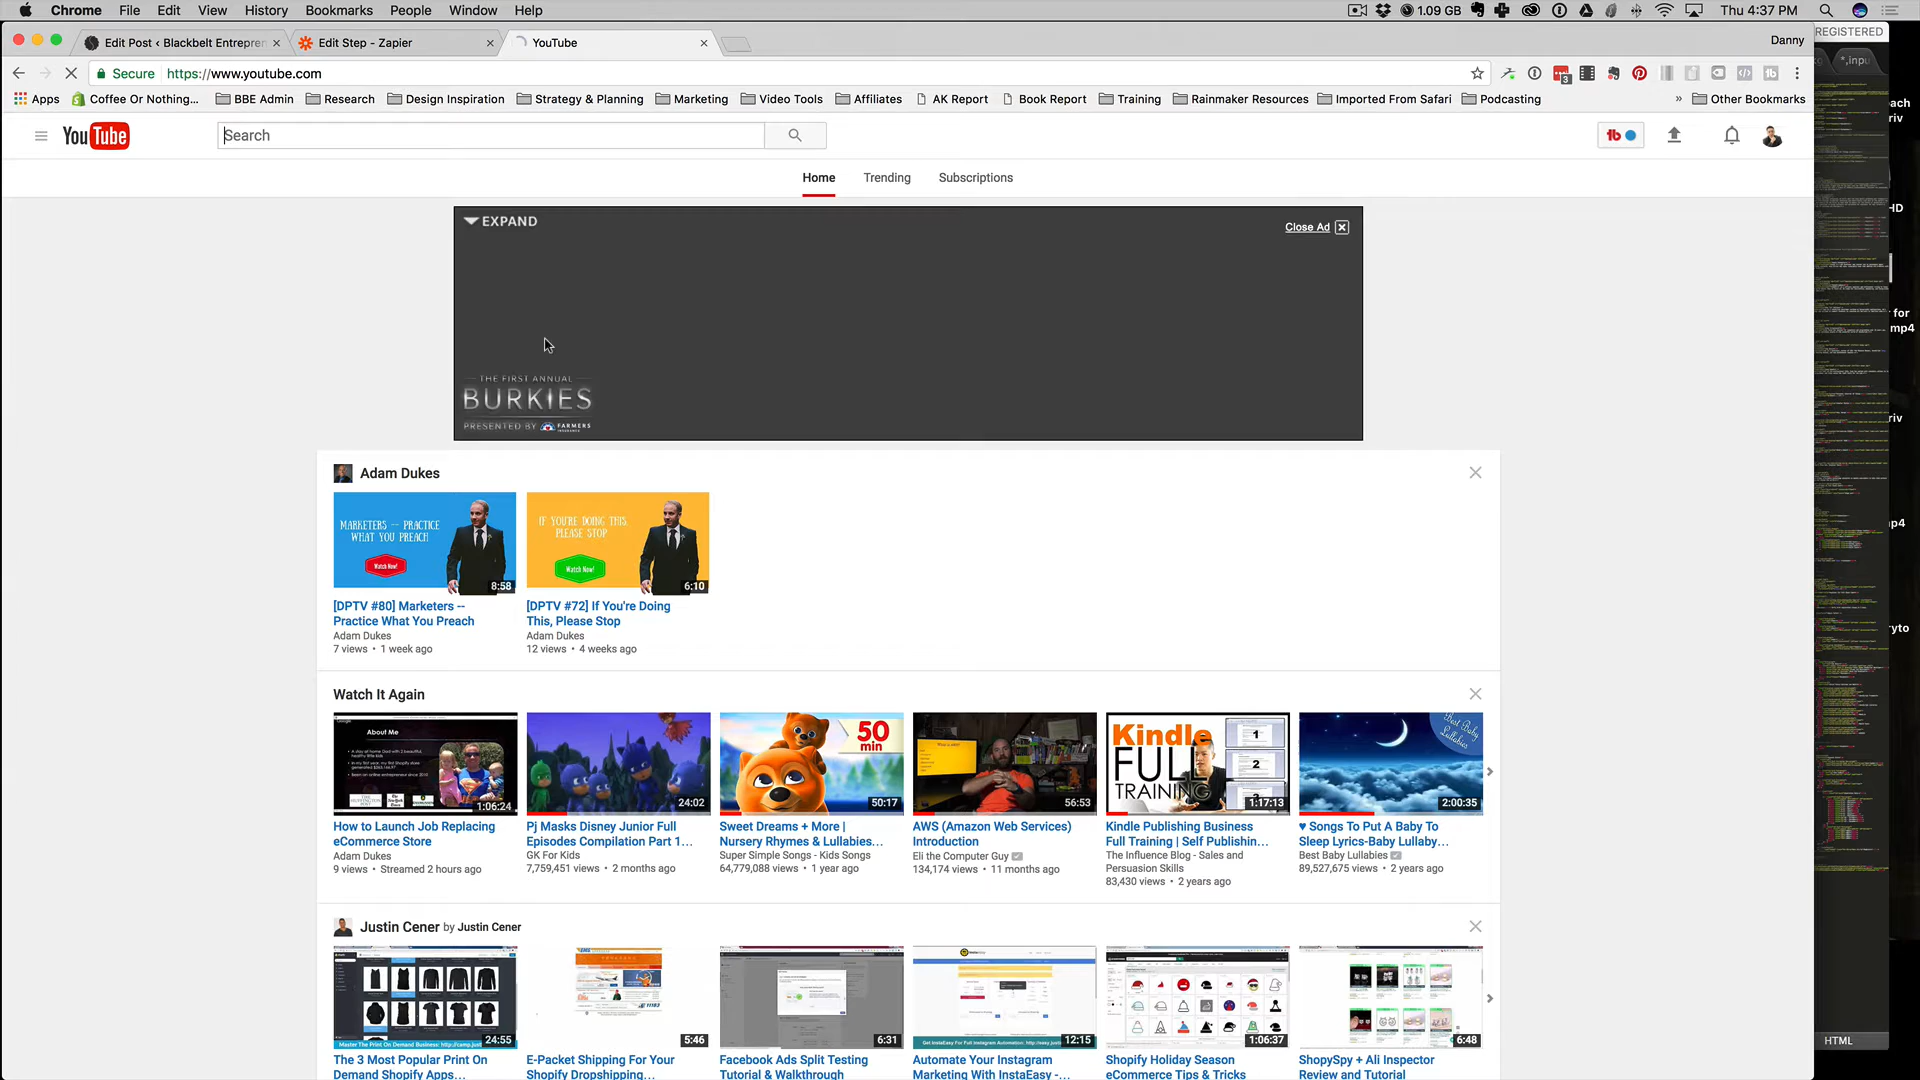 Chrome File Edit View History Bookmarks People Window Help
1.09 GB Thu 4:37 PM
Edit Post ‹ Blackbelt Entrepren
Edit Step - Zapier
YouTube
Danny
REGISTERED
Secure https://www.youtube.com
3
Apps Coffee Or Nothing... BBE Admin Research Design Inspiration Strategy & Planning Marketing Video Tools Affiliates AK Report Book Report Training Rainmaker Resources Imported From Safari Podcasting » Other Bookmarks
YouTube
Search
Home Trending Subscriptions
EXPAND
Close Ad
THE FIRST ANNUAL
BURKIES
PRESENTED BY FARMERS
INSURANCE
Adam Dukes
MARKETERS -- PRACTICE
WHAT YOU PREACH
Watch Now!
8:58
IF YOU'RE DOING THIS,
PLEASE STOP
Watch Now!
6:10
[DPTV #80] Marketers --
Practice What You Preach
Adam Dukes
7 views • 1 week ago
[DPTV #72] If You're Doing
This, Please Stop
Adam Dukes
12 views • 4 weeks ago
Watch It Again
About Me
1:06:24
24:02
50
min
50:17
56:53
Kindle
FULL
TRAINING
1
2
3
1:17:13
Best Baby
Lullabies
2:00:35
How to Launch Job Replacing
eCommerce Store
Adam Dukes
9 views • Streamed 2 hours ago
Pj Masks Disney Junior Full
Episodes Compilation Part 1...
GK For Kids
7,759,451 views • 2 months ago
Sweet Dreams + More |
Nursery Rhymes & Lullabies...
Super Simple Songs - Kids Songs
64,779,088 views • 1 year ago
AWS (Amazon Web Services)
Introduction
Eli the Computer Guy
134,174 views • 11 months ago
Kindle Publishing Business
Full Training | Self Publishin...
The Influence Blog - Sales and
Persuasion Skills
83,430 views • 2 years ago
♥ Songs To Put A Baby To
Sleep Lyrics-Baby Lullaby...
Best Baby Lullabies
89,527,675 views • 2 years ago
Justin Cener by Justin Cener
24:55
5:46
6:31
12:15
1:06:37
6:48
The 3 Most Popular Print On
Demand Shopify Apps...
E-Packet Shipping For Your
Shopify Dropshipping...
Facebook Ads Split Testing
Tutorial & Walkthrough
Automate Your Instagram
Marketing With InstaEasy -...
Shopify Holiday Season
eCommerce Tips & Tricks
ShopySpy + Ali Inspector
Review and Tutorial
HTML